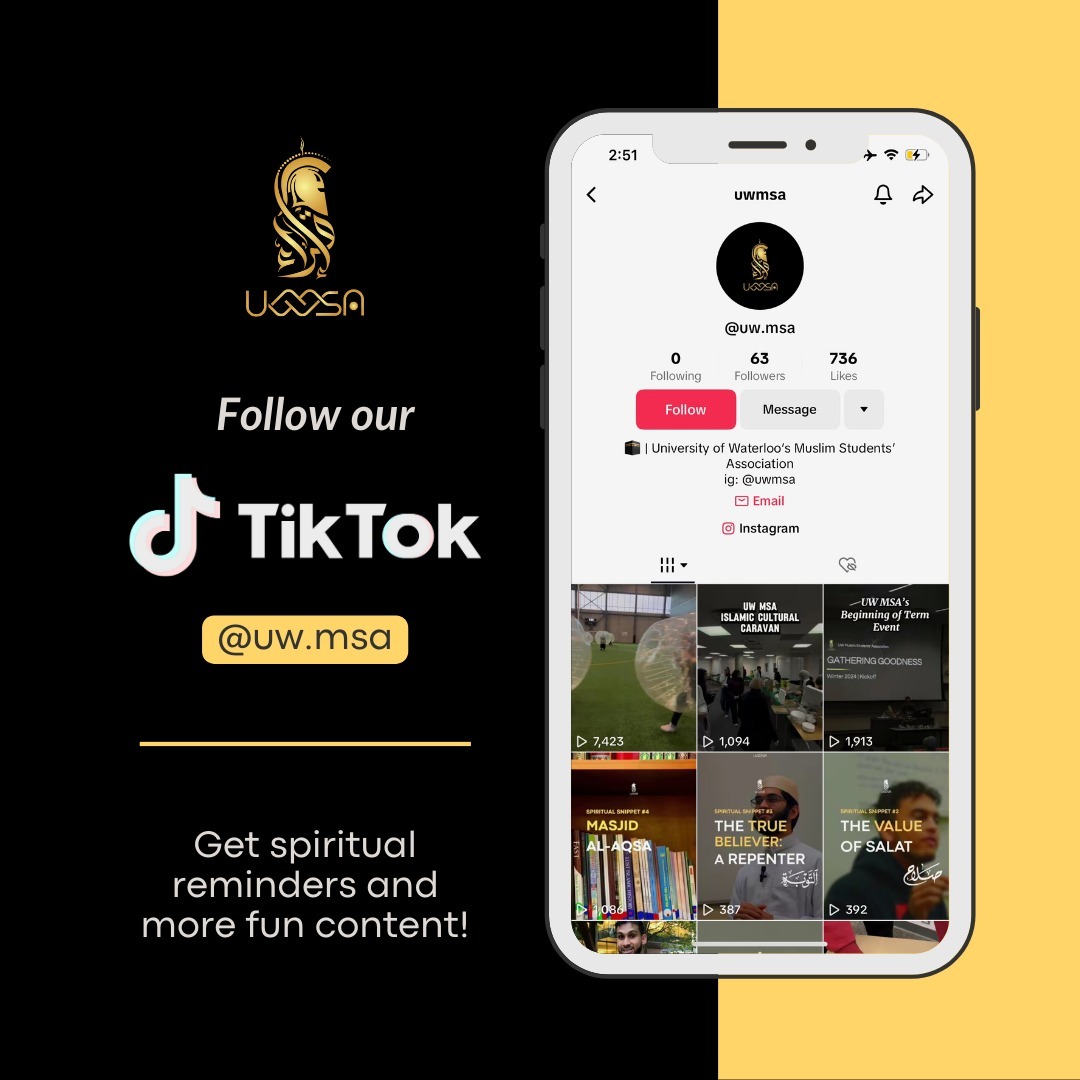 UWMSA
Follow our
TikTok
@uw.msa
Get spiritual
reminders and
more fun content!
2:51
uwmsa
UWMSA
@uw.msa
0 63 736
Following Followers Likes
Follow Message
| University of Waterloo's Muslim Students'
Association
ig: @uwmsa
Email
Instagram
UW MSA
ISLAMIC CULTURAL
CARAVAN
UW MSA's
Beginning of Term
Event
UW Muslim Students' Association
GATHERING GOODNESS
Winter 2024 | Kickoff
7,423 1,094 1,913
SPIRITUAL SNIPPET #4
MASJID
AL-AQSA
1,086
SPIRITUAL SNIPPET #3
THE TRUE
BELIEVER:
A REPENTER
التوبة
387
SPIRITUAL SNIPPET #2
THE VALUE
OF SALAT
صلاح
392